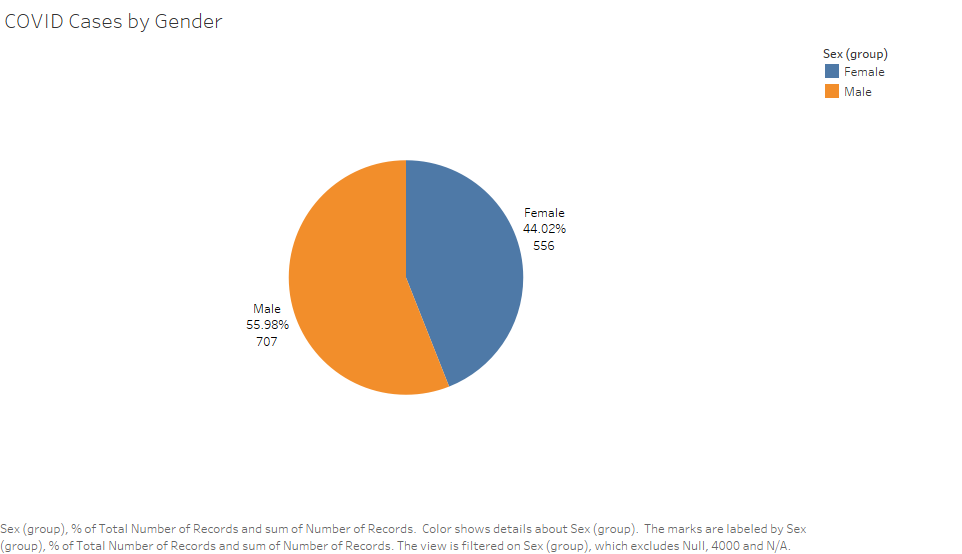 COVID Cases by Gender
Sex (group)
Female
Male
Female
44.02%
556
Male
55.98%
707
Sex (group), % of Total Number of Records and sum of Number of Records.  Color shows details about Sex (group).  The marks are labeled by Sex
(group), % of Total Number of Records and sum of Number of Records. The view is filtered on Sex (group), which excludes Null, 4000 and N/A.